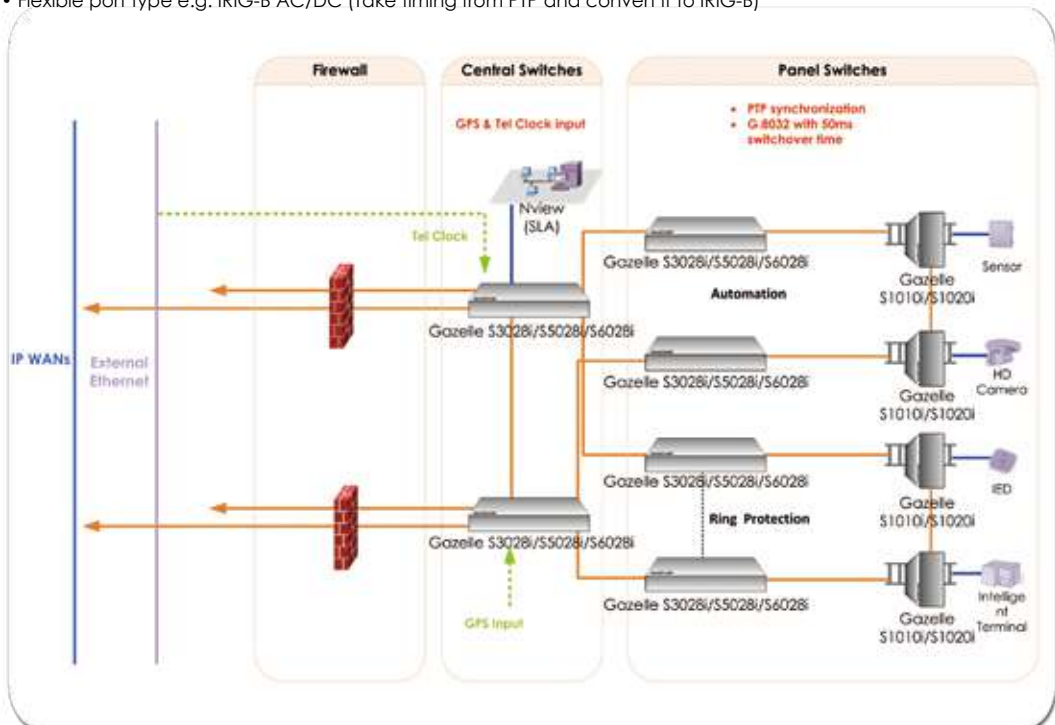 • Flexible port type e.g. IRIG-B AC/DC (Take timing from PTP and convert it to IRIG-B)
Firewall
Central Switches
Panel Switches
GPS & Tel Clock input
• PTP synchronization
• G.8032 with 50ms
switchover time
Nview
(SLA)
Tel Clock
Gazelle S3028i/S5028i/S6028i
Gazelle
S1010i/S1020i
Sensor
Automation
Gazelle S3028i/S5028i/S6028i
IP WANs
External
Ethernet
Gazelle S3028i/S5028i/S6028i
Gazelle
S1010i/S1020i
HD
Camera
Gazelle S3028i/S5028i/S6028i
Gazelle
S1010i/S1020i
IED
Ring Protection
Gazelle S3028i/S5028i/S6028i
Gazelle S3028i/S5028i/S6028i
Gazelle
S1010i/S1020i
Intellige
nt
Terminal
GPS Input